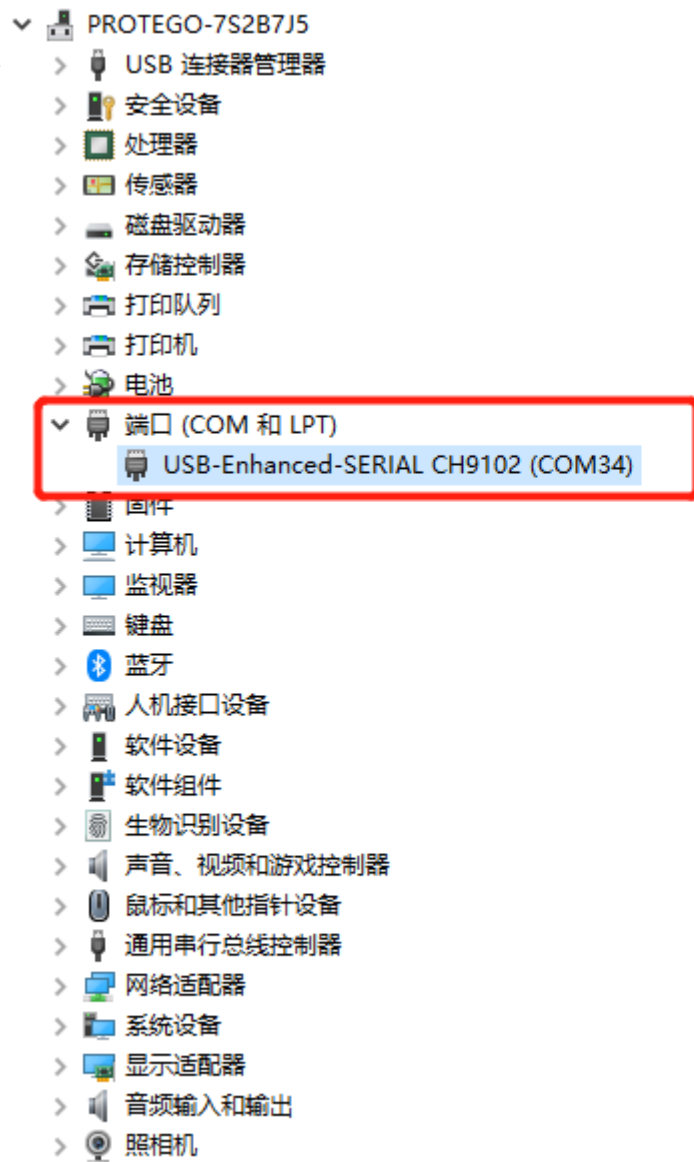 PROTEGO-7S2B7J5
USB 连接器管理器
安全设备
处理器
传感器
磁盘驱动器
存储控制器
打印队列
打印机
电池
端口 (COM 和 LPT)
USB-Enhanced-SERIAL CH9102 (COM34)
固件
计算机
监视器
键盘
蓝牙
人机接口设备
软件设备
软件组件
生物识别设备
声音、视频和游戏控制器
鼠标和其他指针设备
通用串行总线控制器
网络适配器
系统设备
显示适配器
音频输入和输出
照相机